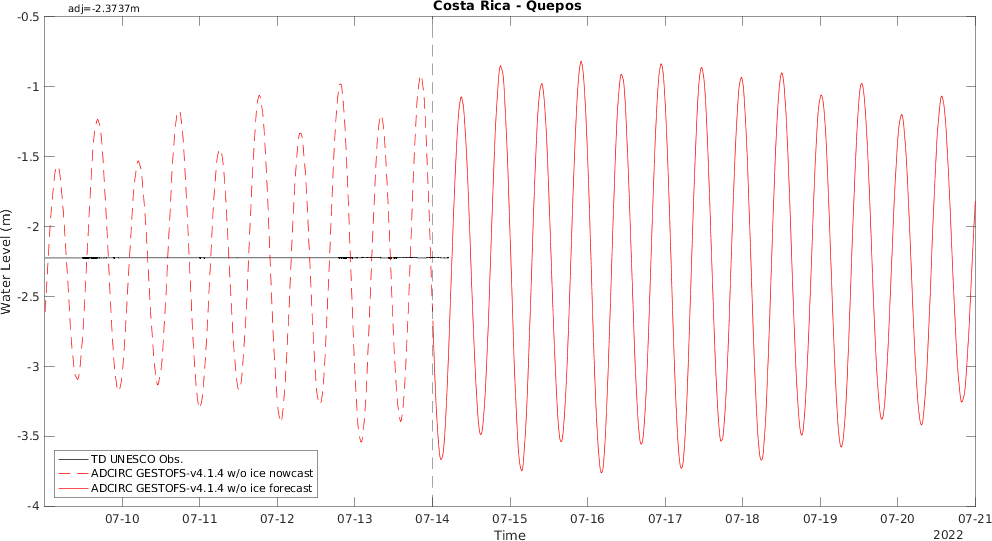 Costa Rica - Quepos
adj=-2.3737m
-0.5
-1
-1.5
-2
-2.5
-3
-3.5
-4
Water Level (m)
TD UNESCO Obs.
ADCIRC GESTOFS-v4.1.4 w/o ice nowcast
ADCIRC GESTOFS-v4.1.4 w/o ice forecast
07-10 07-11 07-12 07-13 07-14 07-15 07-16 07-17 07-18 07-19 07-20 07-21
Time
2022